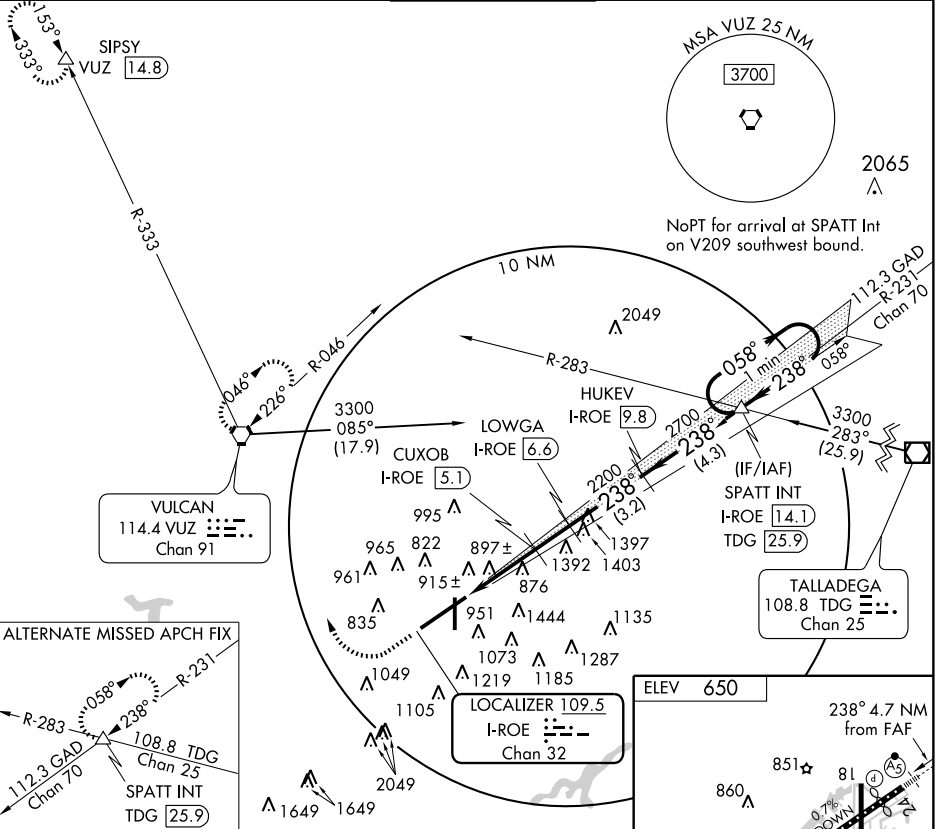 153°
333°
SIPSY
VUZ 14.8
R-333
MSA VUZ 25 NM
3700
2065
NoPT for arrival at SPATT Int
on V209 southwest bound.
10 NM
112.3 GAD
R-231
Chan 70
2049
R-283
058°
1 min
238°
058°
R-046
046°
226°
3300
085°
(17.9)
HUKEV
I-ROE 9.8
LOWGA
I-ROE 6.6
CUXOB
I-ROE 5.1
2700
238°
(4.3)
2200
238°
(3.2)
3300
283°
(25.9)
(IF/IAF)
SPATT INT
I-ROE 14.1
TDG 25.9
VULCAN
114.4 VUZ
Chan 91
TALLADEGA
108.8 TDG
Chan 25
995
965
822
897±
1397
1403
1392
961
915±
876
835
951
1444
1135
1073
1287
1185
1219
1049
1105
2049
1649
1649
LOCALIZER 109.5
I-ROE
Chan 32
ALTERNATE MISSED APCH FIX
058°
R-231
238°
R-283
108.8 TDG
Chan 25
112.3 GAD
Chan 70
SPATT INT
TDG 25.9
ELEV 650
238° 4.7 NM
from FAF
851
A5
P
18
24
860
0.7%
DOWN